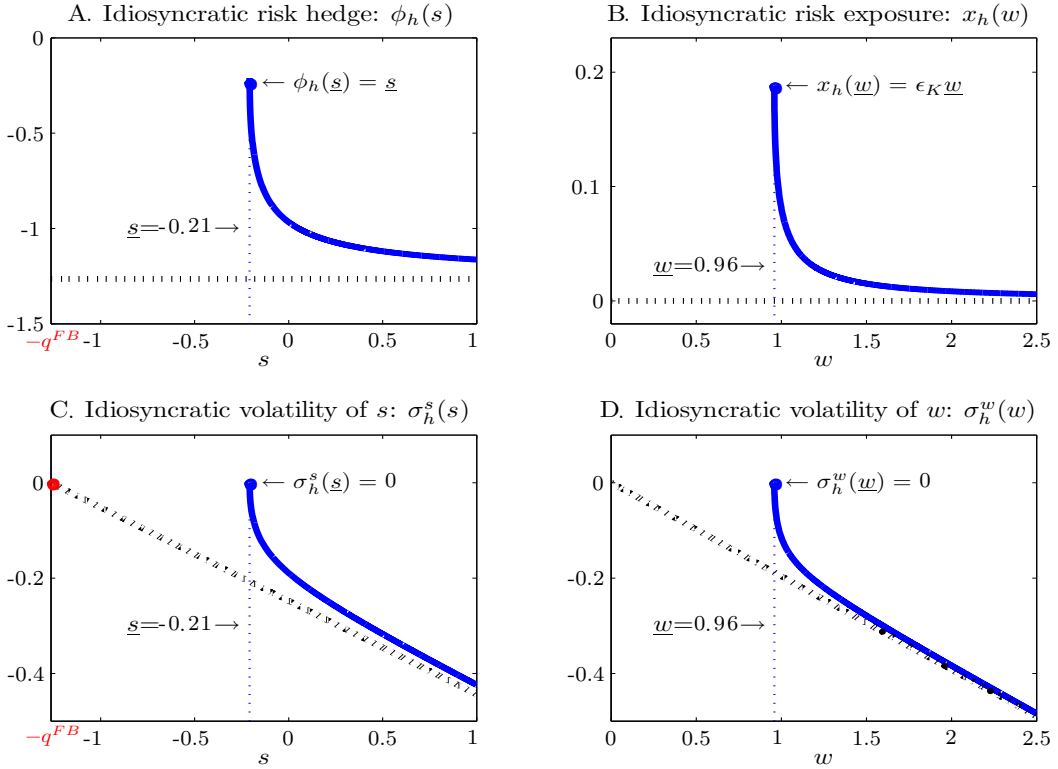 A. Idiosyncratic risk hedge: ϕₕ(s)
0
-0.5
-1
-1.5
← ϕₕ(s̲) = s̲
s̲=-0.21→
−q^{FB} -1 -0.5 0 0.5 1
s
B. Idiosyncratic risk exposure: xₕ(w)
0.2
0.1
0
← xₕ(w̲) = ϵ_K w̲
w̲=0.96→
0 0.5 1 1.5 2 2.5
w
C. Idiosyncratic volatility of s: σₕˢ(s)
0
-0.2
-0.4
← σₕˢ(s̲) = 0
s̲=-0.21→
−q^{FB} -1 -0.5 0 0.5 1
s
D. Idiosyncratic volatility of w: σₕʷ(w)
0
-0.2
-0.4
← σₕʷ(w̲) = 0
w̲=0.96→
0 0.5 1 1.5 2 2.5
w